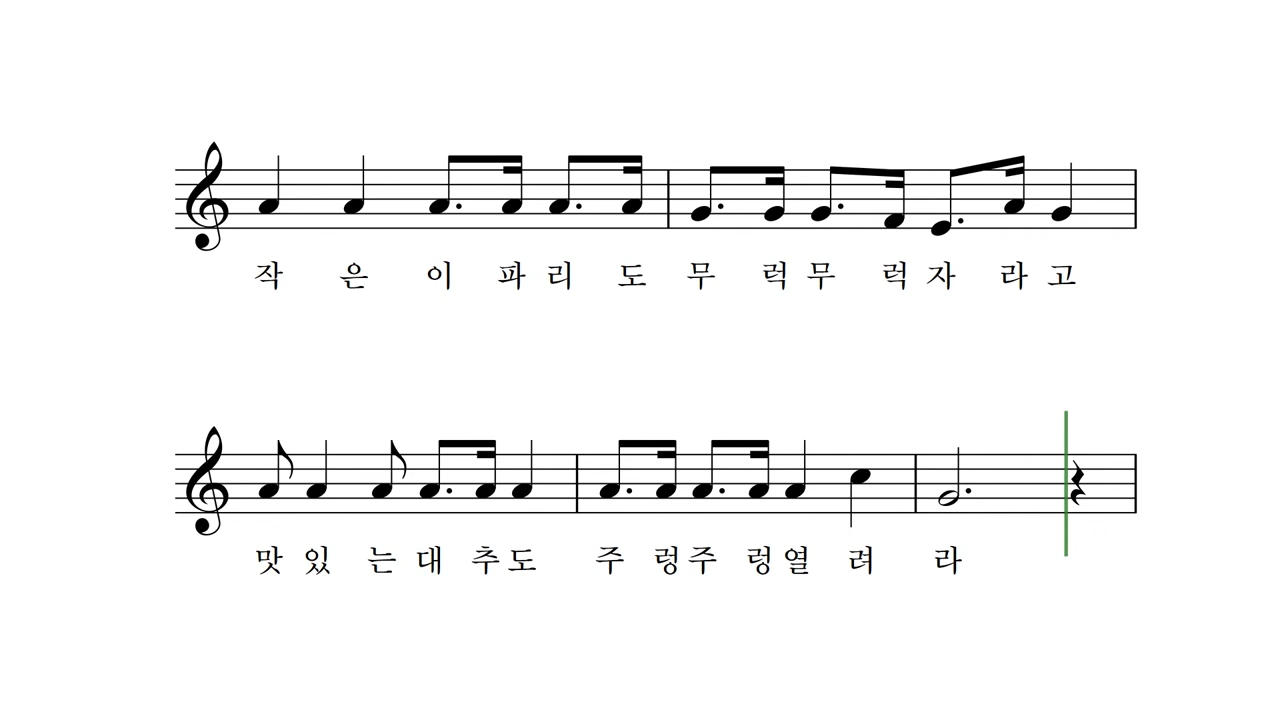 작 은 이 파 리 도 무 럭 무 럭 자 라 고
맛 있 는 대 추 도 주 렁 주 렁 열 려 라